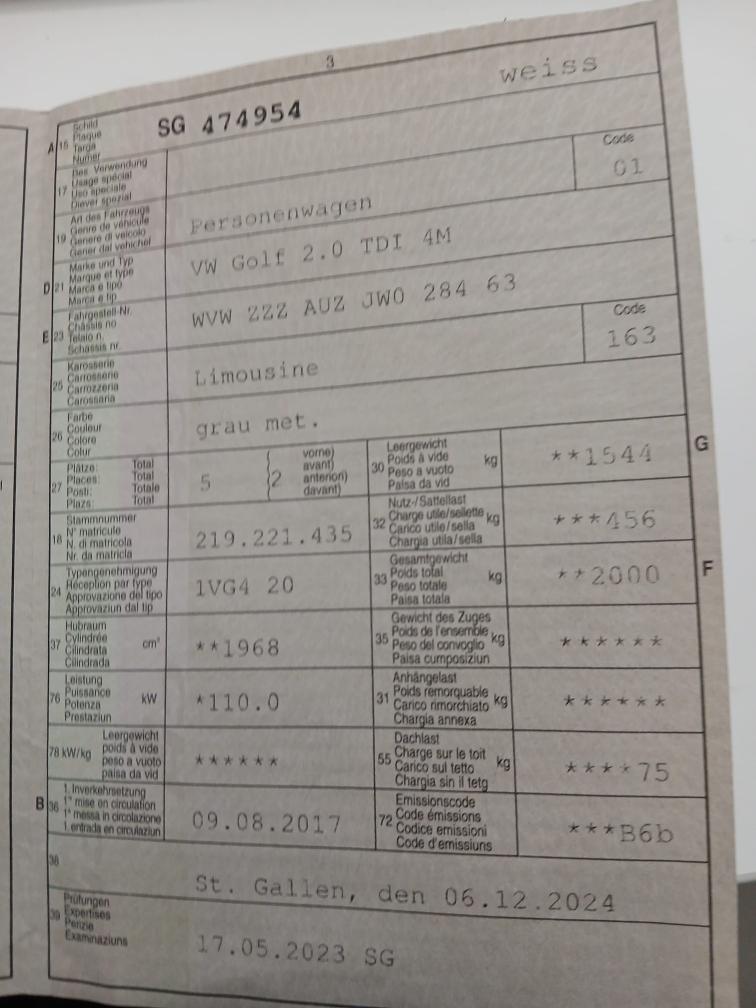 3
weiss
A 15 Schild
Plaque
Targa
Numer
SG 474954
17 Bes. Verwendung
Usage spécial
Uso speciale
Diever spezial
Code
01
19 Art des Fahrzeugs
Genre de véhicule
Genere di veicolo
Gener dal vehichel
Personenwagen
D 21 Marke und Typ
Marque et type
Marca e tipo
Marca e tip
VW Golf 2.0 TDI 4M
E 23 Fahrgestell-Nr.
Châssis no
Telaio n.
Schassis nr.
WVW ZZZ AUZ JW0 284 63
25 Karosserie
Carrosserie
Carrozzeria
Carossaria
Limousine
Code
163
26 Farbe
Couleur
Colore
Colur
grau met.
27 Plätze: Total
Places: Total
Posti: Totale
Plazs: Total
5
2 vorne)
avant)
anteriori)
davant)
30 Leergewicht
Poids à vide kg
Peso a vuoto
Paisa da vid
**1544
G
18 Stammnummer
N° matricule
N. di matricola
Nr. da matricla
219.221.435
32 Nutz-/Sattellast
Charge utile/sellette kg
Carico utile/sella
Chargia utila/sella
***456
24 Typengenehmigung
Réception par type
Approvazione del tipo
Approvaziun dal tip
1VG4 20
33 Gesamtgewicht
Poids total kg
Peso totale
Paisa totala
**2000
F
37 Hubraum
Cylindrée cm³
Cilindrata
Cilindrada
**1968
35 Gewicht des Zuges
Poids de l'ensemble kg
Peso del convoglio
Paisa cumposiziun
******
76 Leistung
Puissance kW
Potenza
Prestaziun
*110.0
31 Anhängelast
Poids remorquable kg
Carico rimorchiato
Chargia annexa
******
78 kW/kg Leergewicht
poids à vide
peso a vuoto
paisa da vid
******
55 Dachlast
Charge sur le toit kg
Carico sul tetto
Chargia sin il tetg
****75
B 36 1. Inverkehrsetzung
1re mise en circulation
1a messa in circolazione
1. entrada en circulaziun
09.08.2017
72 Emissionscode
Code émissions
Codice emissioni
Code d'emissiuns
***B6b
38
St. Gallen, den 06.12.2024
39 Prüfungen
Expertises
Perizie
Examinaziuns
17.05.2023 SG